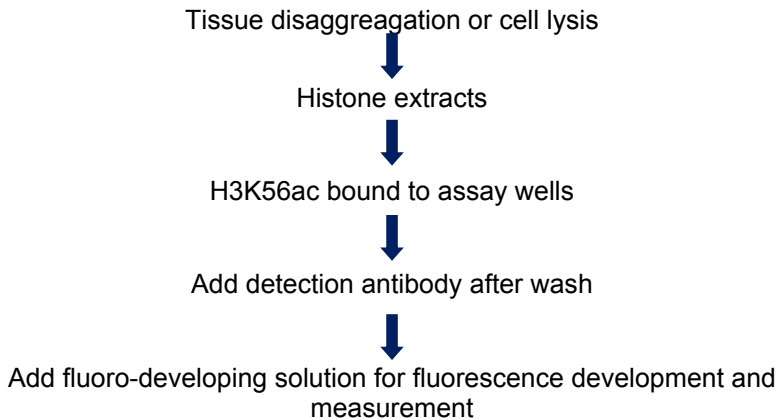 Tissue disaggreagation or cell lysis
Histone extracts
H3K56ac bound to assay wells
Add detection antibody after wash
Add fluoro-developing solution for fluorescence development and
measurement